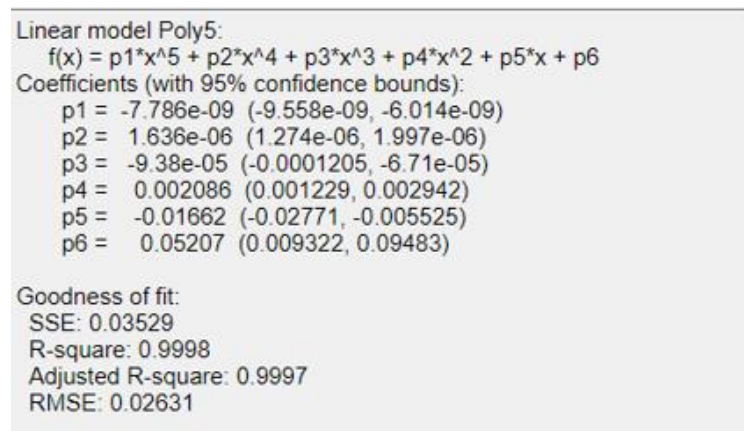 Linear model Poly5:
f(x) = p1*x^5 + p2*x^4 + p3*x^3 + p4*x^2 + p5*x + p6
Coefficients (with 95% confidence bounds):
p1 = -7.786e-09 (-9.558e-09, -6.014e-09)
p2 = 1.636e-06 (1.274e-06, 1.997e-06)
p3 = -9.38e-05 (-0.0001205, -6.71e-05)
p4 = 0.002086 (0.001229, 0.002942)
p5 = -0.01662 (-0.02771, -0.005525)
p6 = 0.05207 (0.009322, 0.09483)
Goodness of fit:
SSE: 0.03529
R-square: 0.9998
Adjusted R-square: 0.9997
RMSE: 0.02631